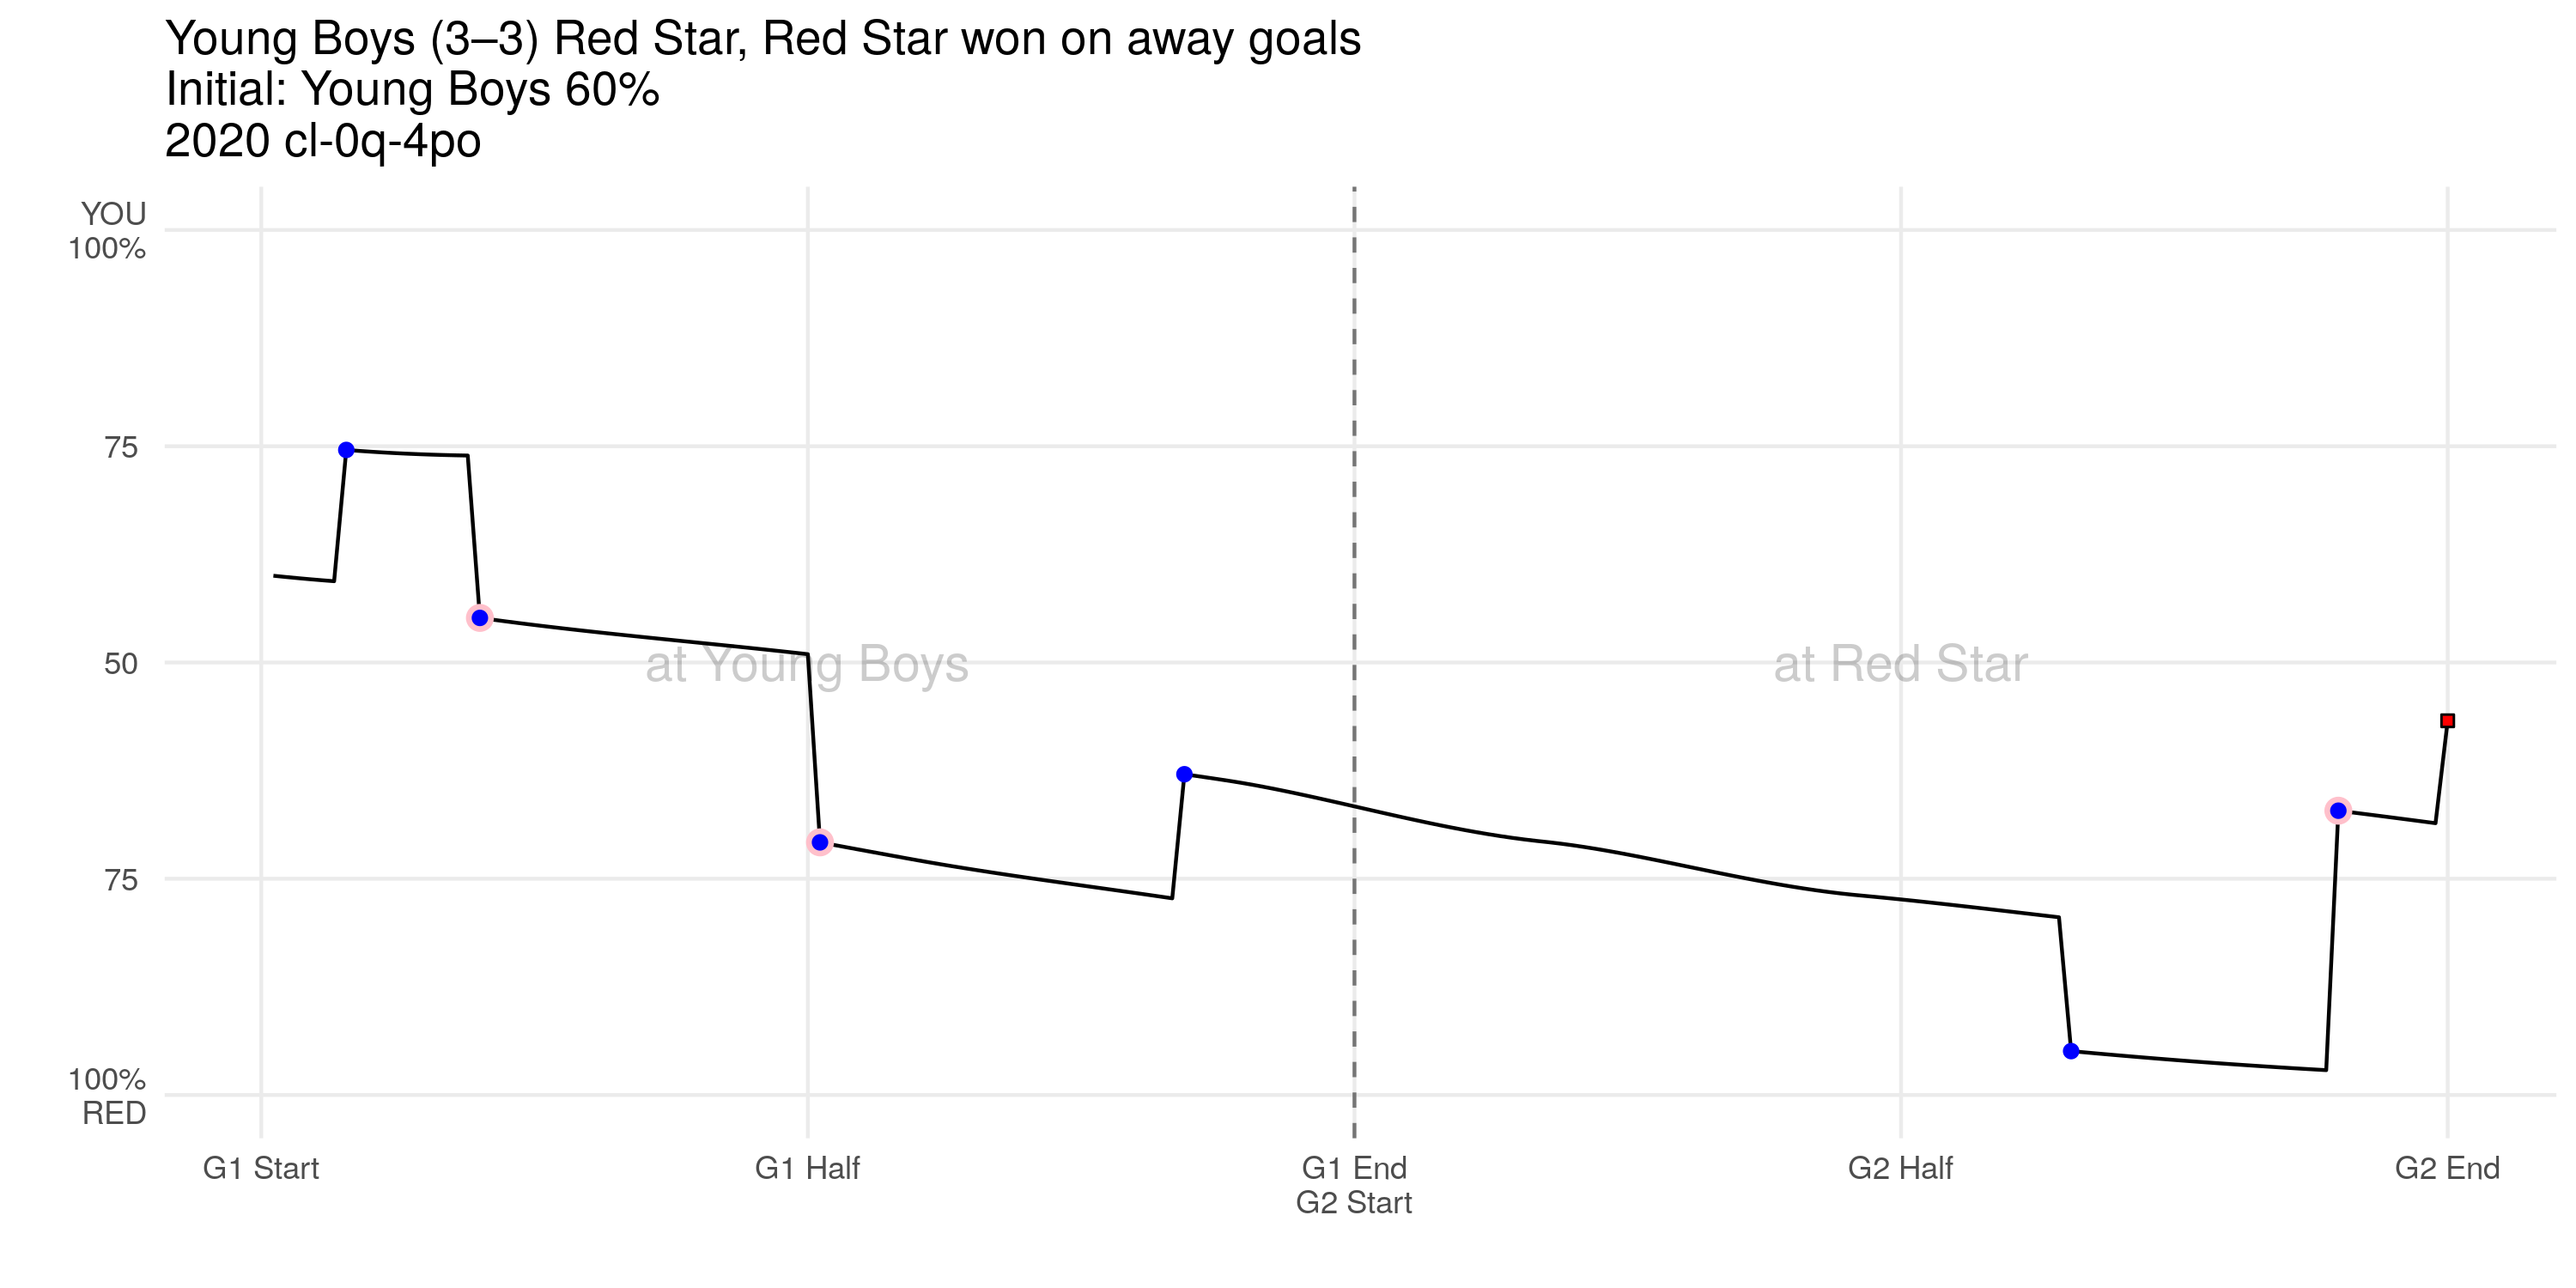 Young Boys (3–3) Red Star, Red Star won on away goals
Initial: Young Boys 60%
2020 cl-0q-4po
YOU
100%
75
50
75
100%
RED
at Young Boys
at Red Star
G1 Start
G1 Half
G1 End
G2 Start
G2 Half
G2 End